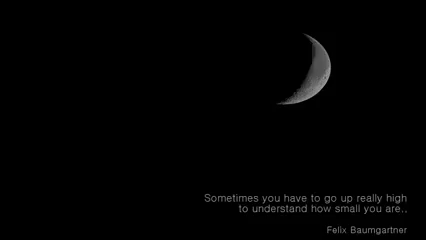 Sometimes you have to go up really high
to understand how small you are..
Felix Baumgartner